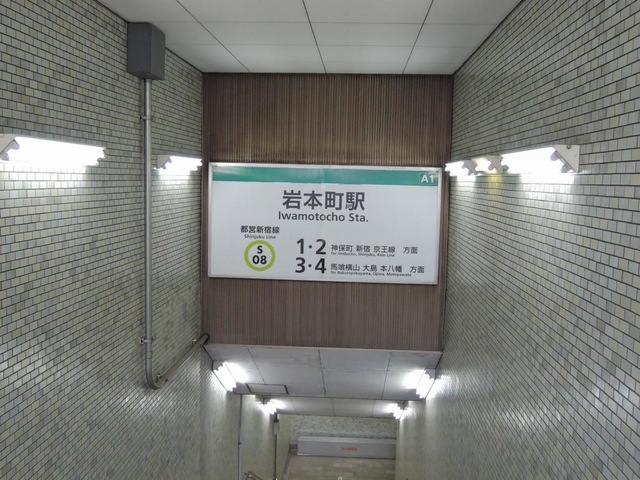 A1
岩本町駅
Iwamotocho Sta.
都営新宿線
Shinjuku Line
S
08
1・2 神保町 新宿 京王線 方面
for Jimbocho, Shinjuku, Keio Line
3・4 馬喰横山 大島 本八幡 方面
for Bakuroyokoyama, Ojima, Motoyawata